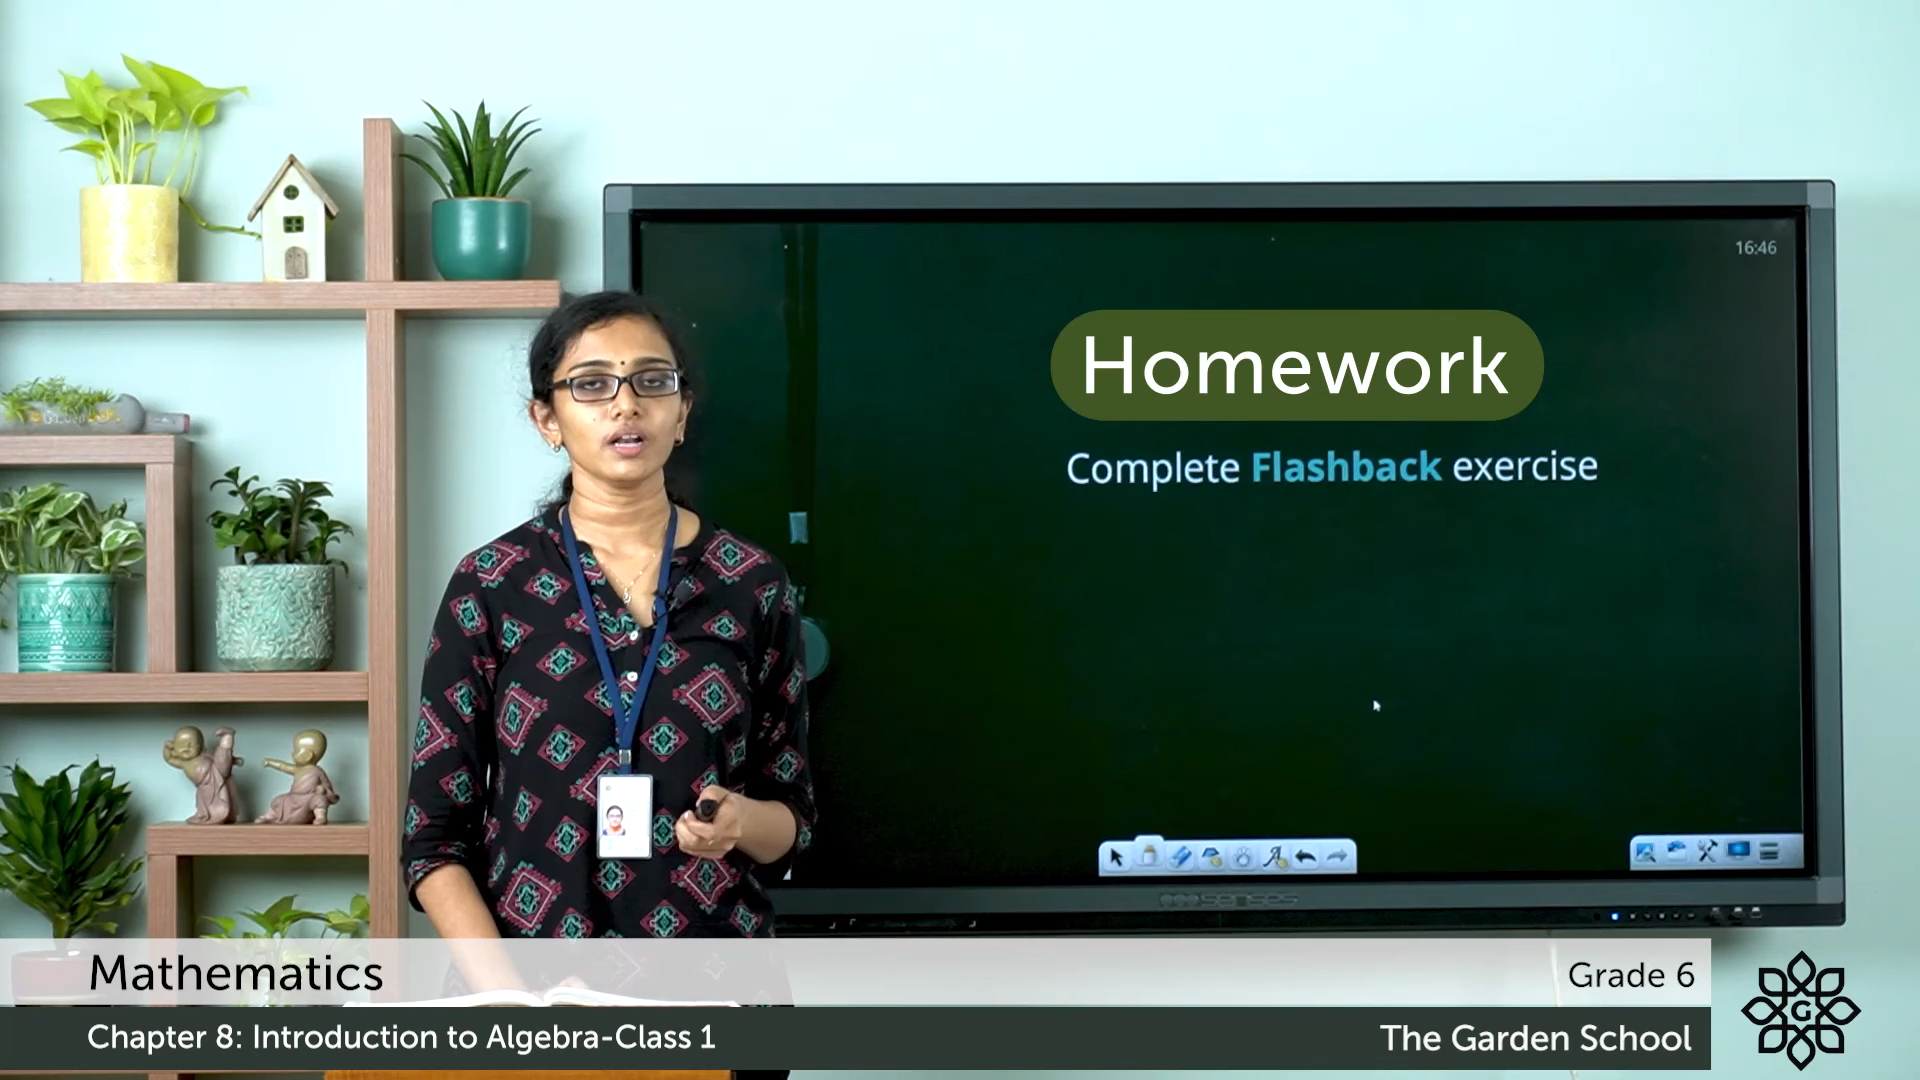 16:46
Homework
Complete Flashback exercise
Mathematics
Grade 6
Chapter 8: Introduction to Algebra-Class 1
The Garden School
G